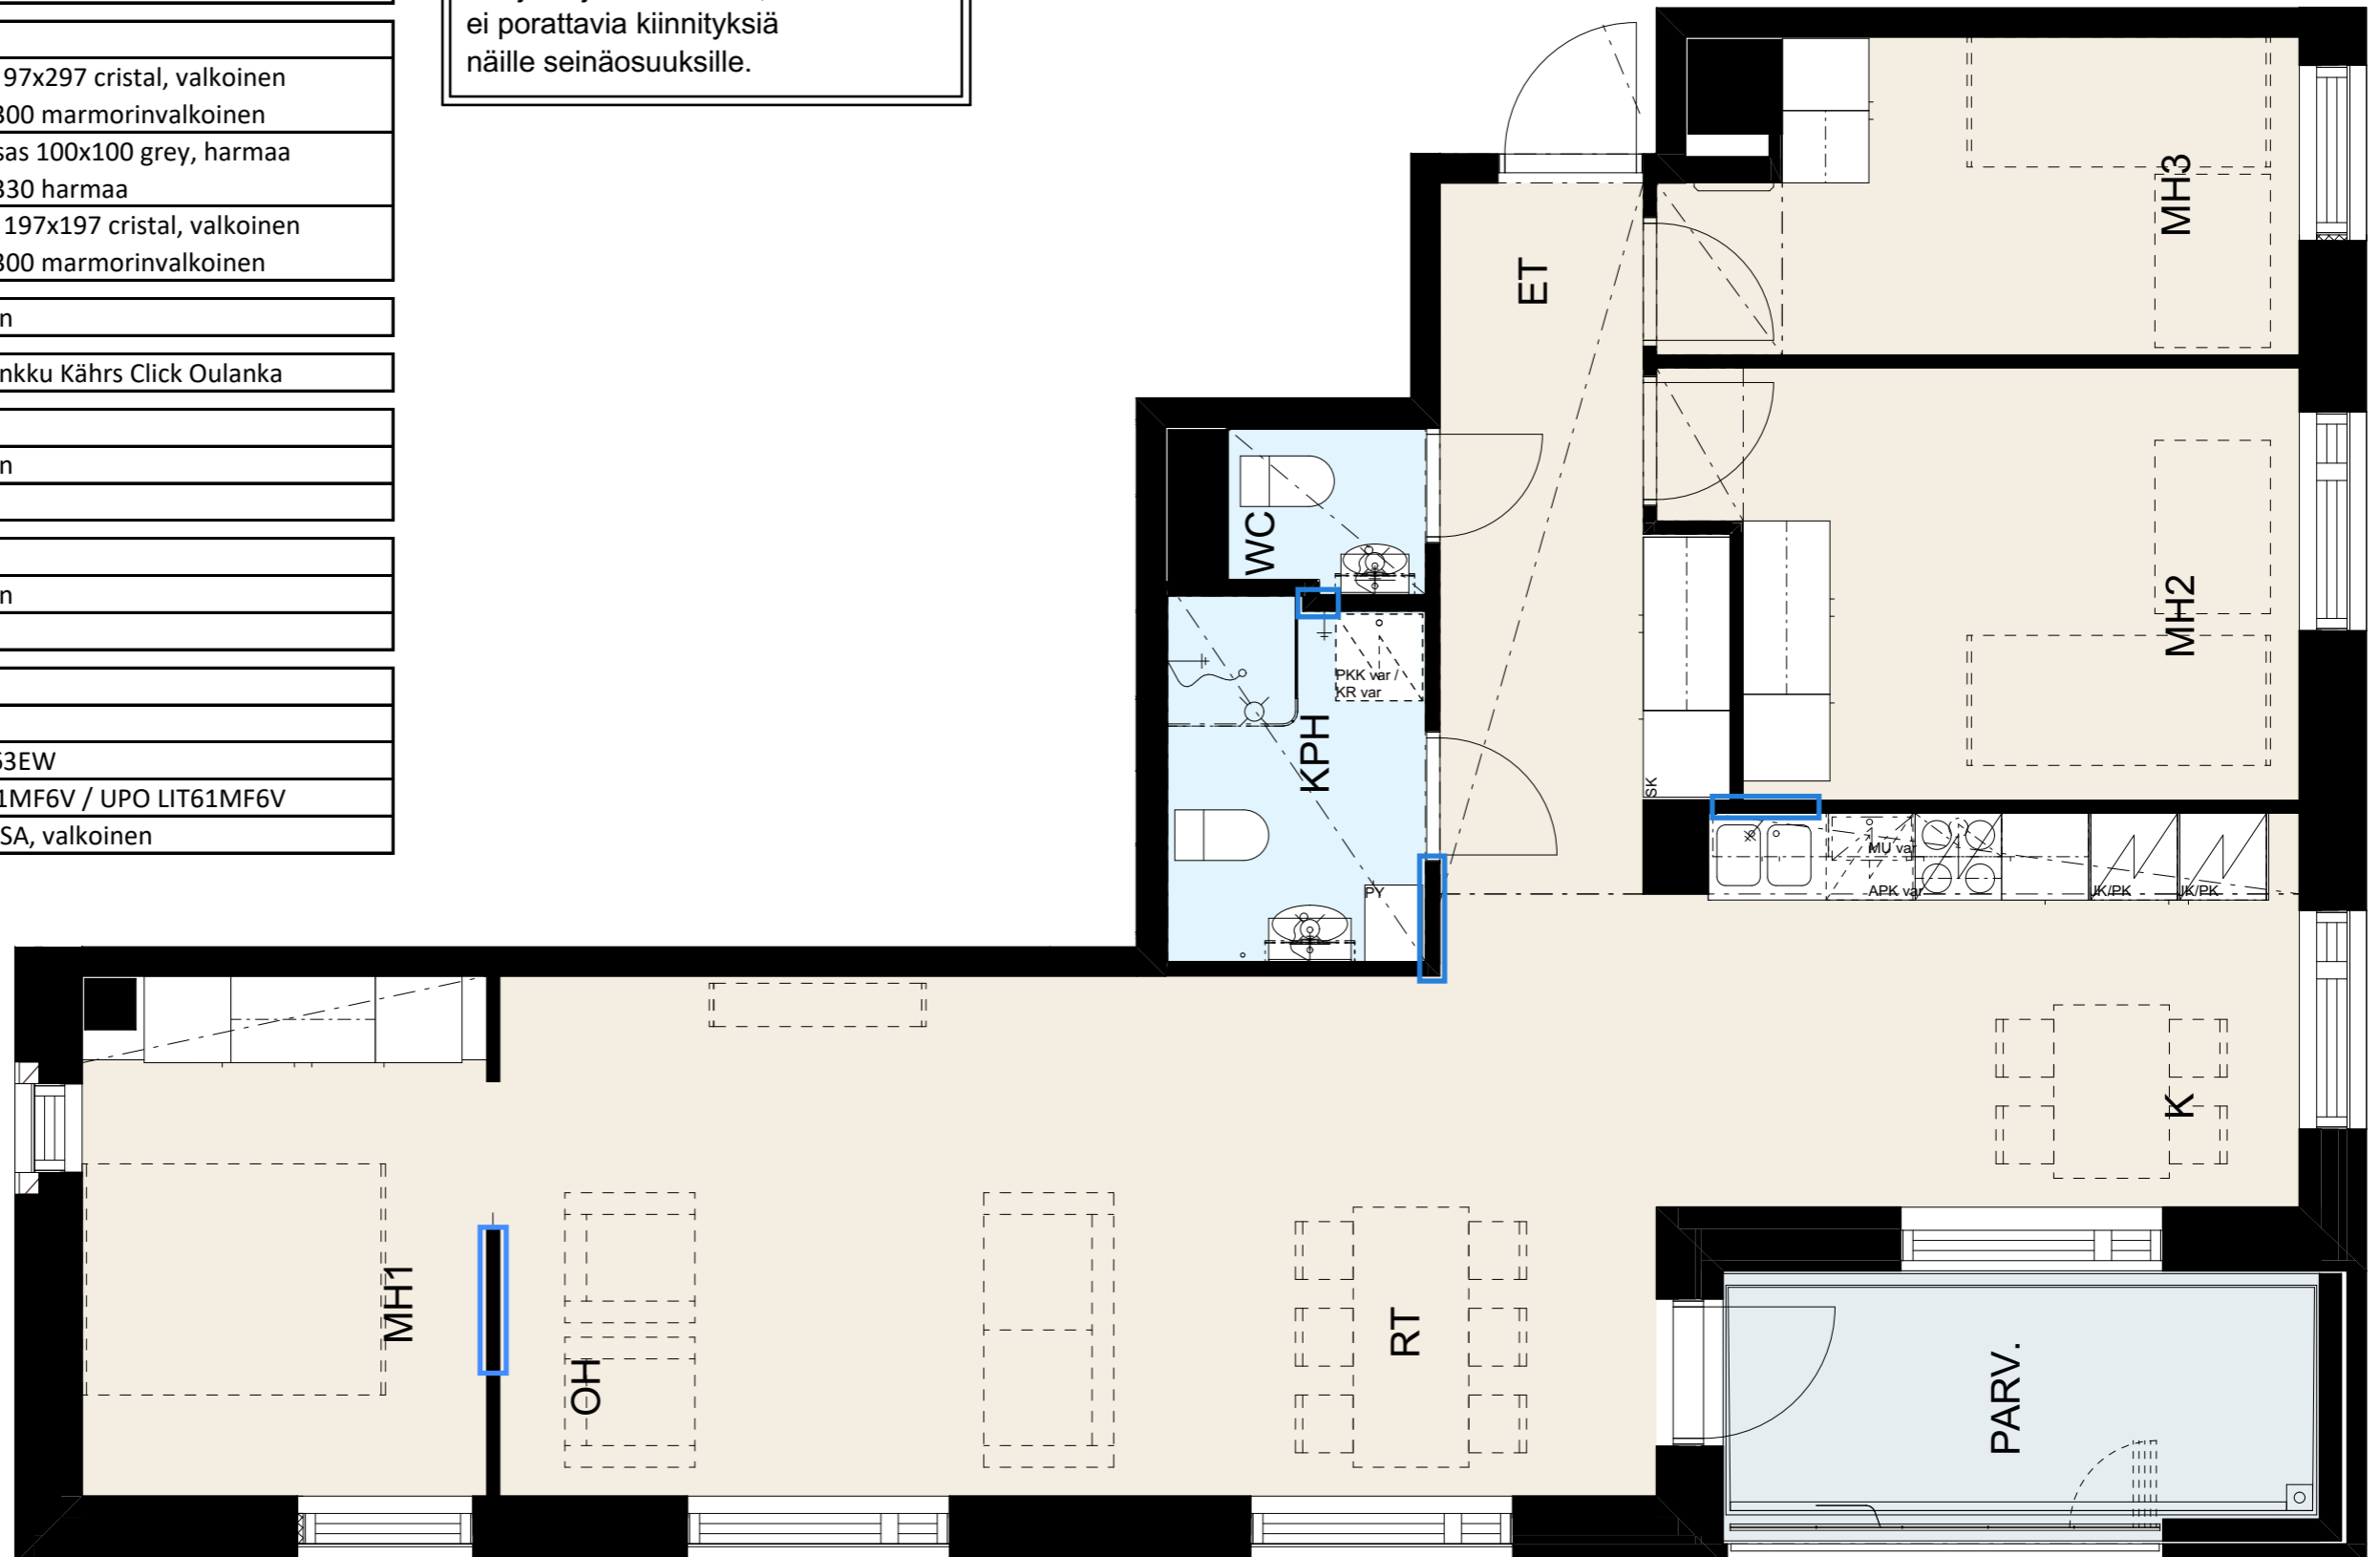 97x297 cristal, valkoinen
300 marmorinvalkoinen
sas 100x100 grey, harmaa
330 harmaa
197x197 cristal, valkoinen
300 marmorinvalkoinen
n
nkku Kährs Click Oulanka
n
n
63EW
1MF6V / UPO LIT61MF6V
SA, valkoinen
ei porattavia kiinnityksiä
näille seinäosuuksille.
MH3
ET
WC
MH2
PKK var /
KR var
KPH
SK
MU var
PY
APK var
JK/PK
JK/PK
K
MH1
OH
RT
PARV.